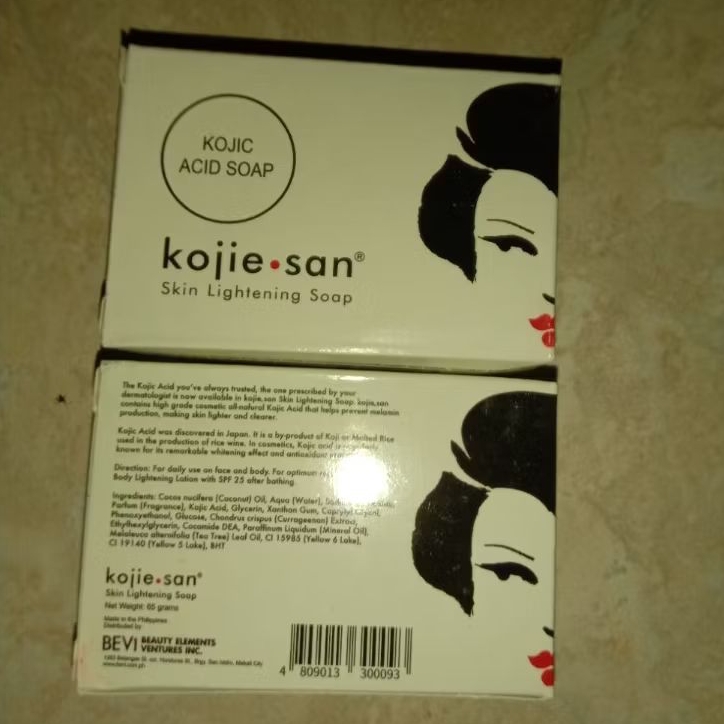 KOJIC
ACID SOAP
kojie.san®
Skin Lightening Soap
The Kojic Acid you've always trusted, the one prescribed by your
dermatologist is now available in kojie.san Skin Lightening Soap. kojie.san
contains high grade cosmetic all-natural Kojic Acid that helps prevent melanin
production, making skin lighter and clearer.
Kojic Acid was discovered in Japan. It is a by-product of Koji or Malted Rice
used in the production of rice wine. In cosmetics, Kojic acid is
known for its remarkable whitening effect and antioxidant
Direction: For daily use on face and body. For optimum
Body Lightening Lotion with SPF 25 after bathing.
Ingredients: Cocos nucifera (Coconut) Oil, Aqua (Water),
Parfum (Fragrance), Kojic Acid, Glycerin, Xanthan Gum, Caprylyl Glycol,
Phenoxyethanol, Glucose, Chondrus crispus (Carrageenan) Extract,
Ethylhexylglycerin, Cocamide DEA, Paraffinum Liquidum (Mineral Oil),
Melaleuca alternifolia (Tea Tree) Leaf Oil, CI 15985 (Yellow 6 Lake),
CI 19140 (Yellow 5 Lake), BHT
kojie.san®
Skin Lightening Soap
Net Weight: 65 grams
Made in the Philippines
Distributed by
BEVI BEAUTY ELEMENTS
VENTURES INC.
Makati City
4 809013 300093